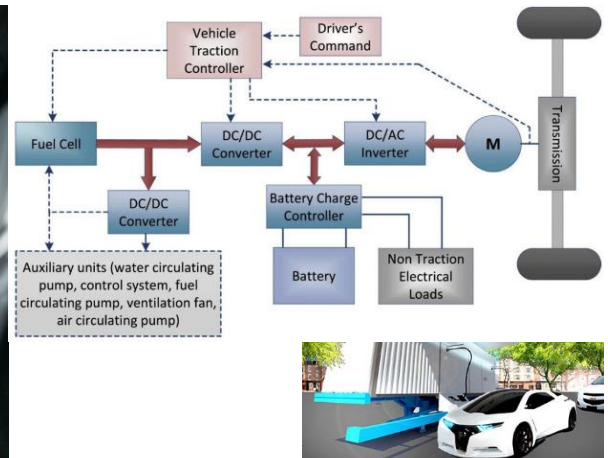 Vehicle
Traction
Controller
Driver's
Command
Fuel Cell
DC/DC
Converter
DC/AC
Inverter
M
Transmission
DC/DC
Converter
Battery Charge
Controller
Auxiliary units (water circulating
pump, control system, fuel
circulating pump, ventilation fan,
air circulating pump)
Battery
Non Traction
Electrical
Loads